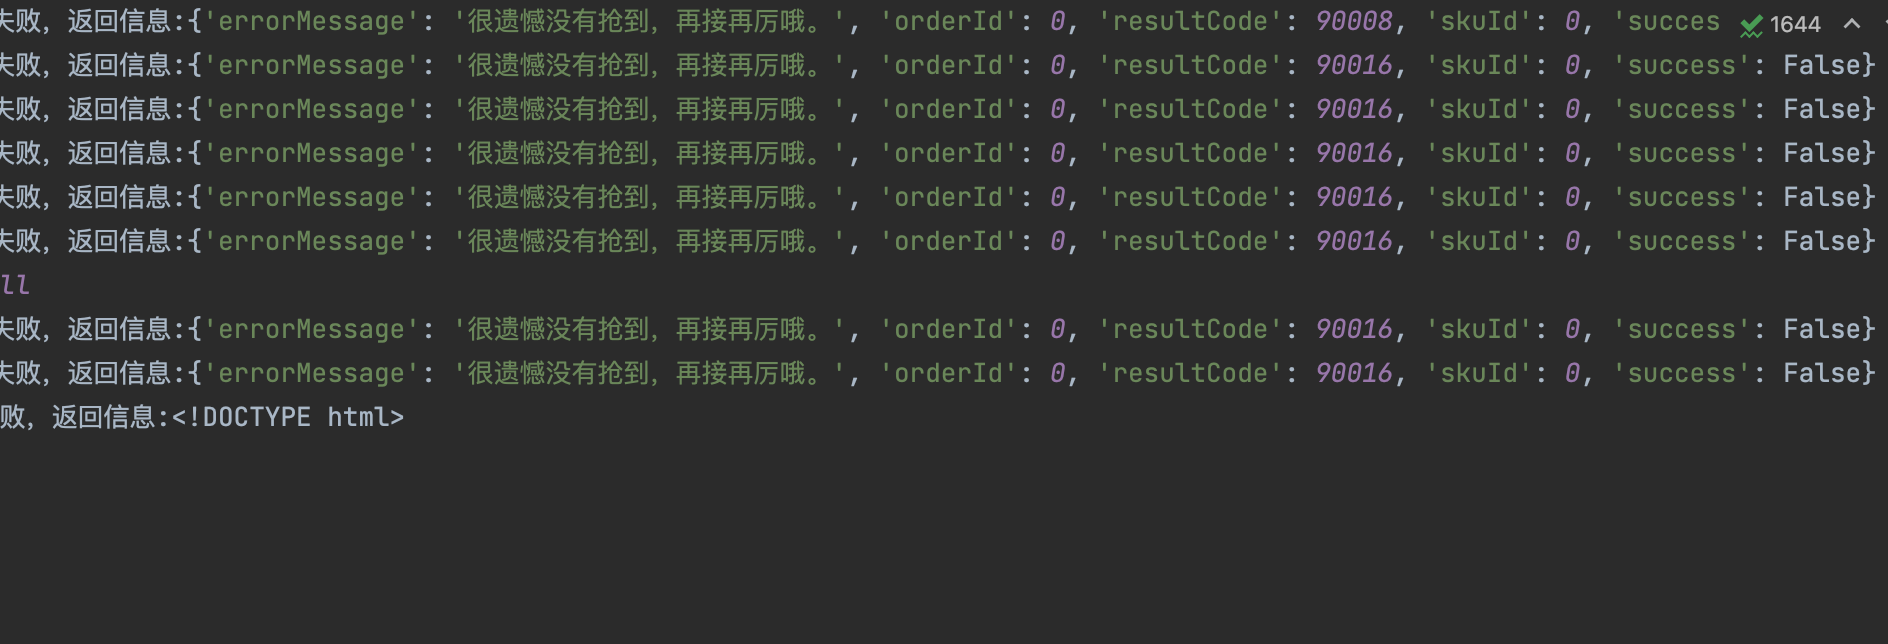 失败，返回信息:{'errorMessage': '很遗憾没有抢到，再接再厉哦。', 'orderId': 0, 'resultCode': 90008, 'skuId': 0, 'succes 1644
失败，返回信息:{'errorMessage': '很遗憾没有抢到，再接再厉哦。', 'orderId': 0, 'resultCode': 90016, 'skuId': 0, 'success': False}
失败，返回信息:{'errorMessage': '很遗憾没有抢到，再接再厉哦。', 'orderId': 0, 'resultCode': 90016, 'skuId': 0, 'success': False}
失败，返回信息:{'errorMessage': '很遗憾没有抢到，再接再厉哦。', 'orderId': 0, 'resultCode': 90016, 'skuId': 0, 'success': False}
失败，返回信息:{'errorMessage': '很遗憾没有抢到，再接再厉哦。', 'orderId': 0, 'resultCode': 90016, 'skuId': 0, 'success': False}
失败，返回信息:{'errorMessage': '很遗憾没有抢到，再接再厉哦。', 'orderId': 0, 'resultCode': 90016, 'skuId': 0, 'success': False}
ll
失败，返回信息:{'errorMessage': '很遗憾没有抢到，再接再厉哦。', 'orderId': 0, 'resultCode': 90016, 'skuId': 0, 'success': False}
失败，返回信息:{'errorMessage': '很遗憾没有抢到，再接再厉哦。', 'orderId': 0, 'resultCode': 90016, 'skuId': 0, 'success': False}
败，返回信息:<!DOCTYPE html>